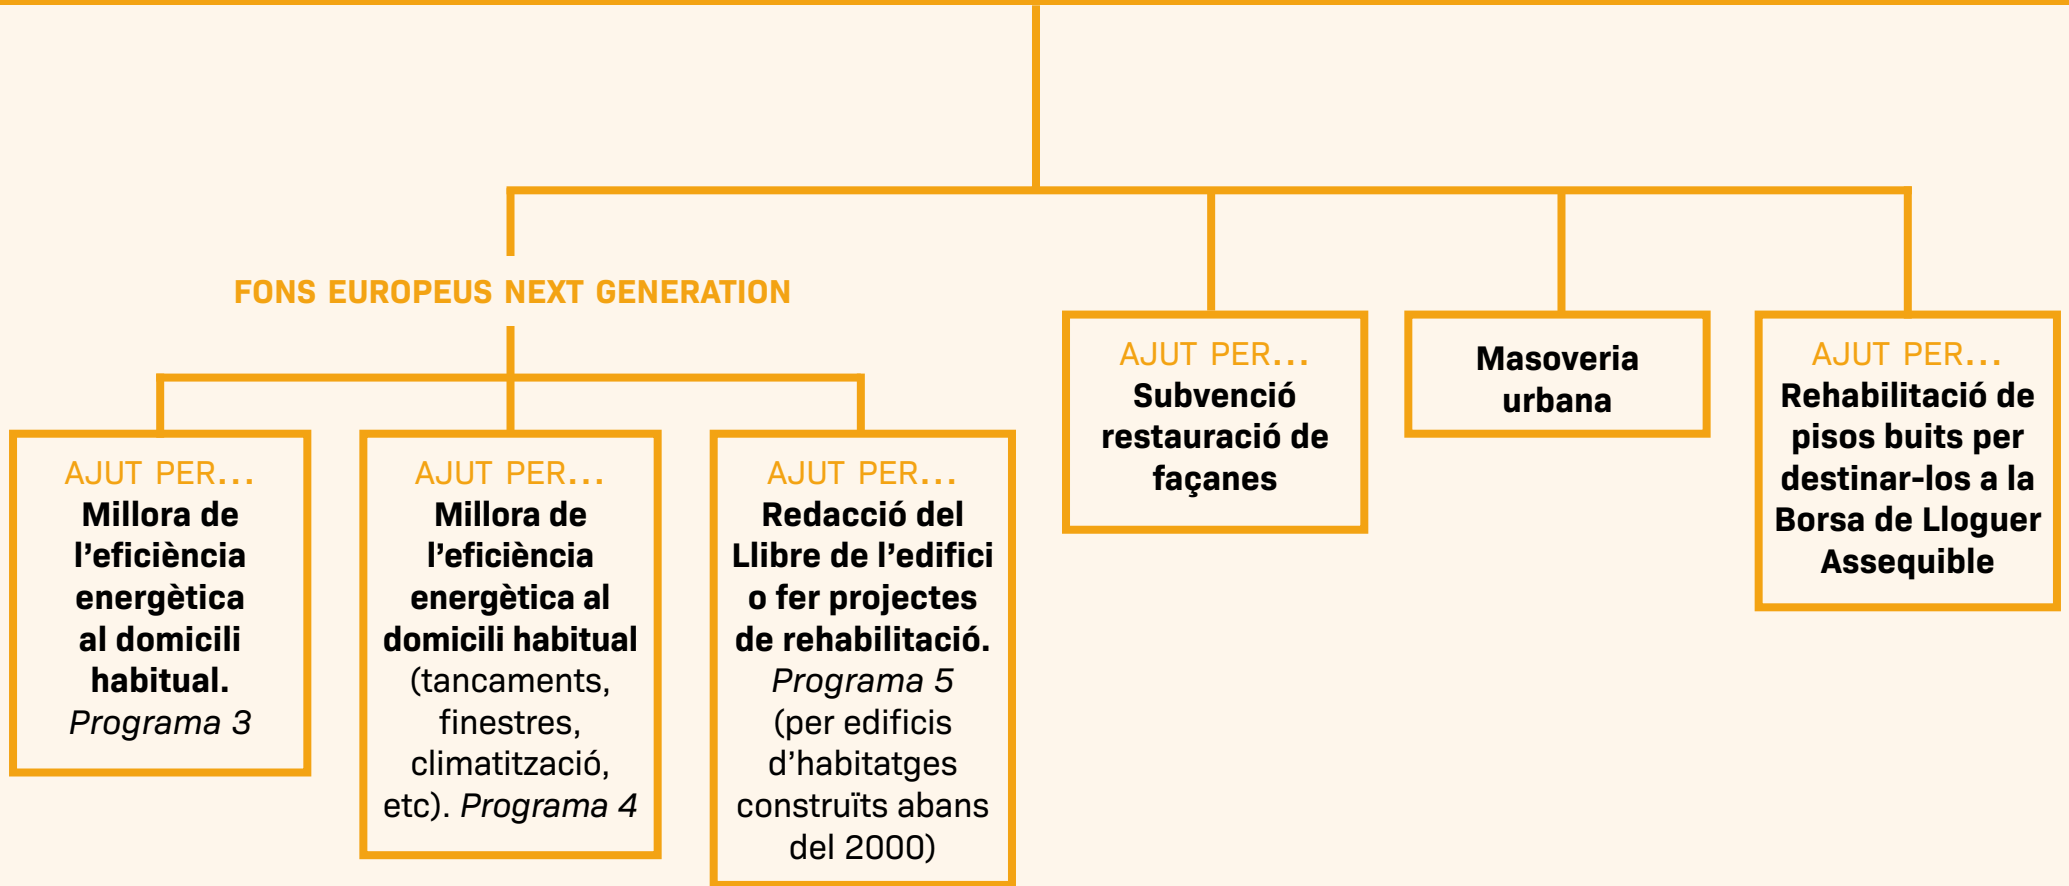 FONS EUROPEUS NEXT GENERATION
AJUT PER...
Millora de
l'eficiència
energètica
al domicili
habitual.
Programa 3
AJUT PER...
Millora de
l'eficiència
energètica al
domicili habitual
(tancaments,
finestres,
climatització,
etc). Programa 4
AJUT PER...
Redacció del
Llibre de l'edifici
o fer projectes
de rehabilitació.
Programa 5
(per edificis
d'habitatges
construïts abans
del 2000)
AJUT PER...
Subvenció
restauració de
façanes
Masoveria
urbana
AJUT PER...
Rehabilitació de
pisos buits per
destinar-los a la
Borsa de Lloguer
Assequible